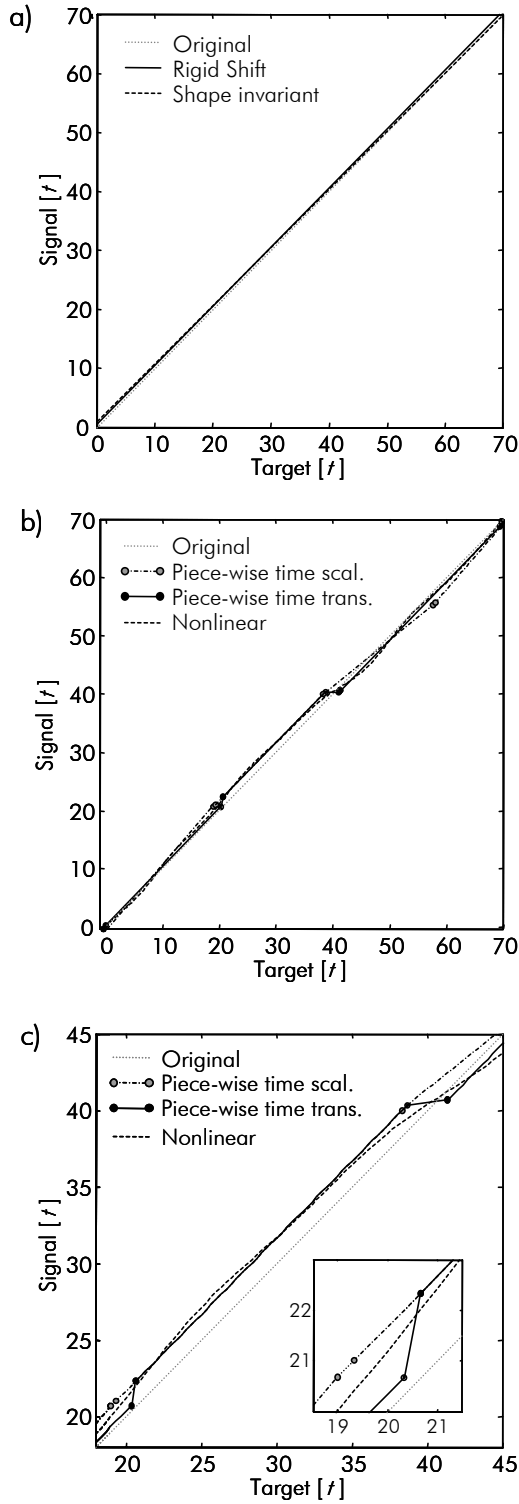 a)
70
60
50
40
30
20
10
0
Signal [t]
Original
Rigid Shift
Shape invariant
0 10 20 30 40 50 60 70
Target [t]
b)
70
60
50
40
30
20
10
0
Signal [t]
Original
Piece-wise time scal.
Piece-wise time trans.
Nonlinear
0 10 20 30 40 50 60 70
Target [t]
c)
45
40
35
30
25
20
Signal [t]
Original
Piece-wise time scal.
Piece-wise time trans.
Nonlinear
22
21
19 20 21
20 25 30 35 40 45
Target [t]